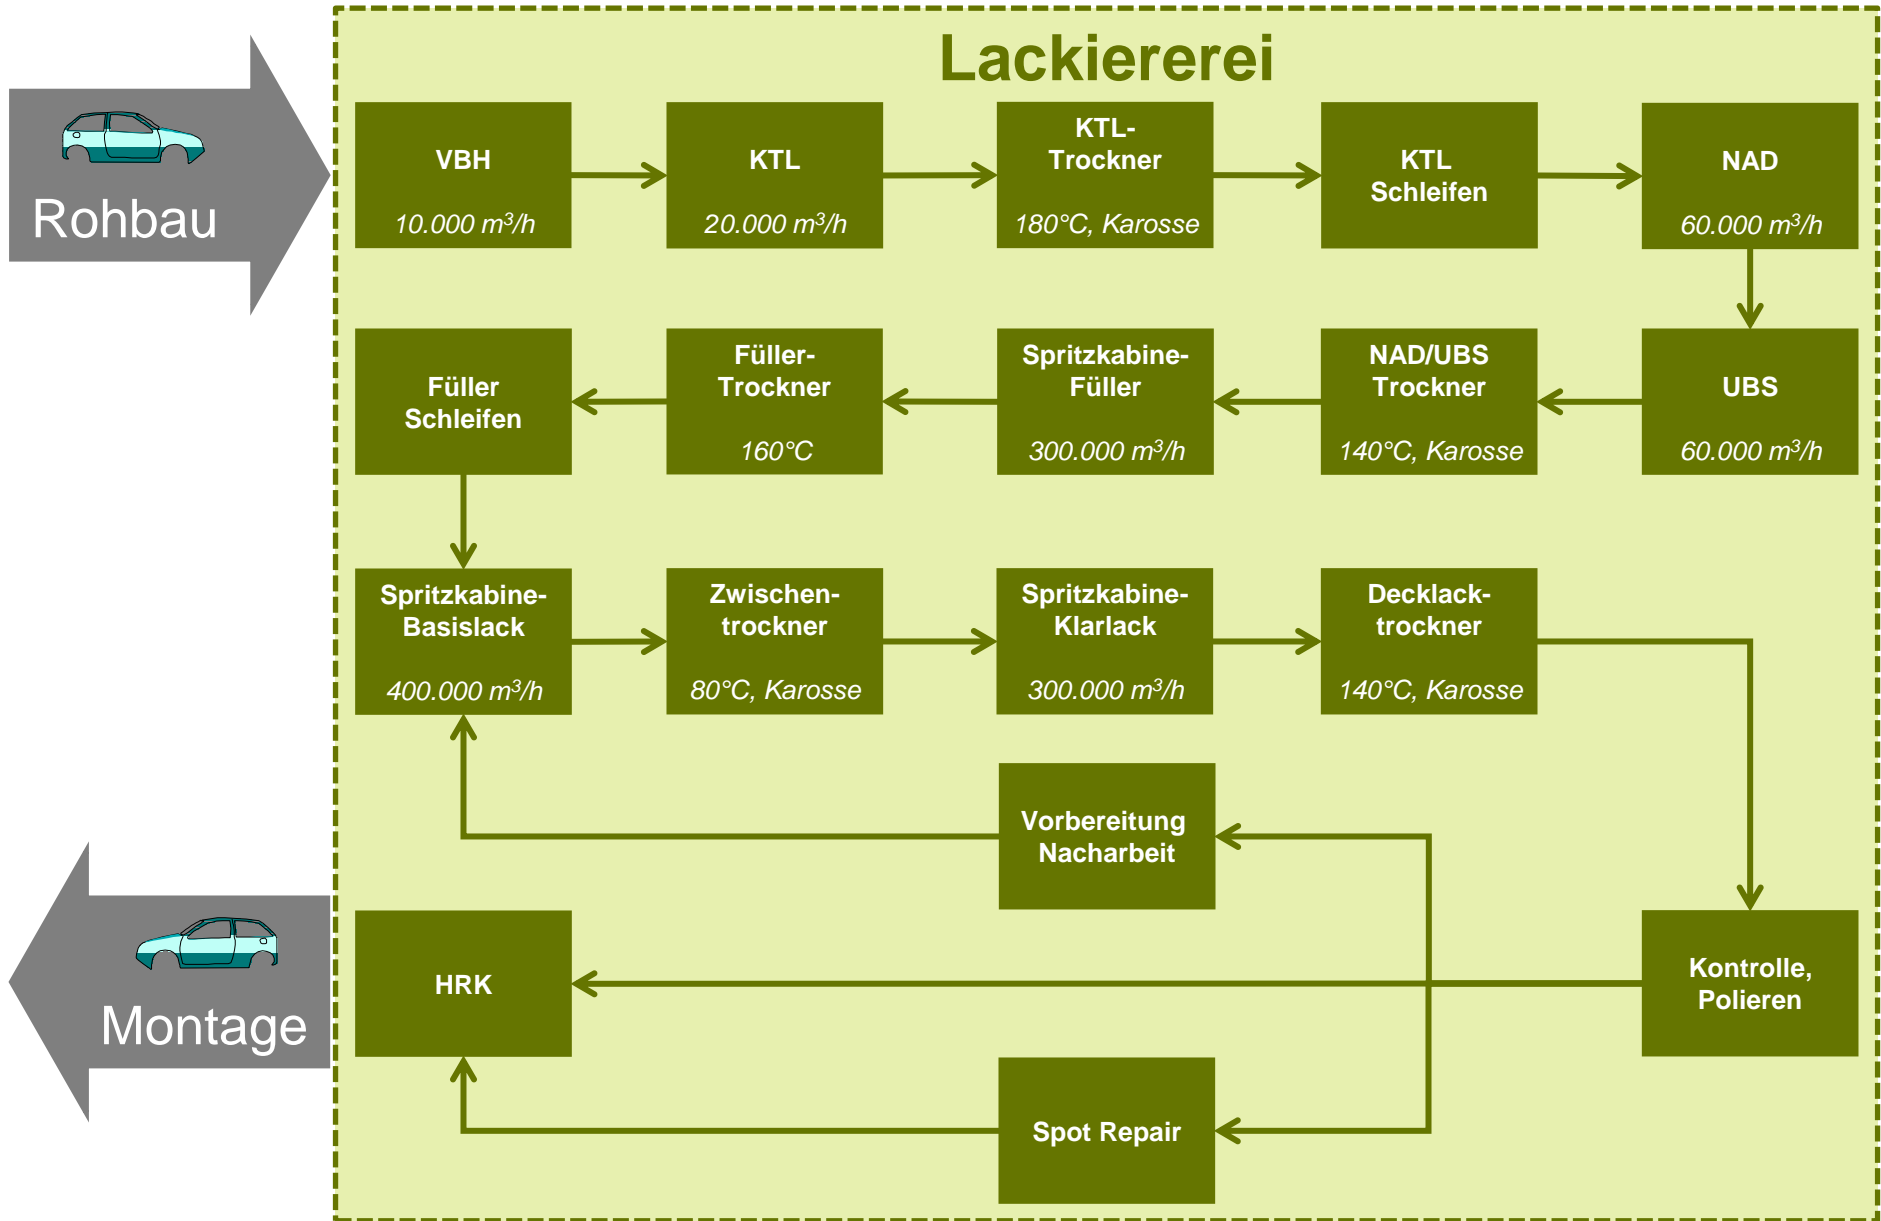 Lackiererei
Rohbau
VBH
10.000 m³/h
KTL
20.000 m³/h
KTL-
Trockner
180°C, Karosse
KTL
Schleifen
NAD
60.000 m³/h
Füller
Schleifen
Füller-
Trockner
160°C
Spritzkabine-
Füller
300.000 m³/h
NAD/UBS
Trockner
140°C, Karosse
UBS
60.000 m³/h
Spritzkabine-
Basislack
400.000 m³/h
Zwischen-
trockner
80°C, Karosse
Spritzkabine-
Klarlack
300.000 m³/h
Decklack-
trockner
140°C, Karosse
Vorbereitung
Nacharbeit
Montage
HRK
Kontrolle,
Polieren
Spot Repair